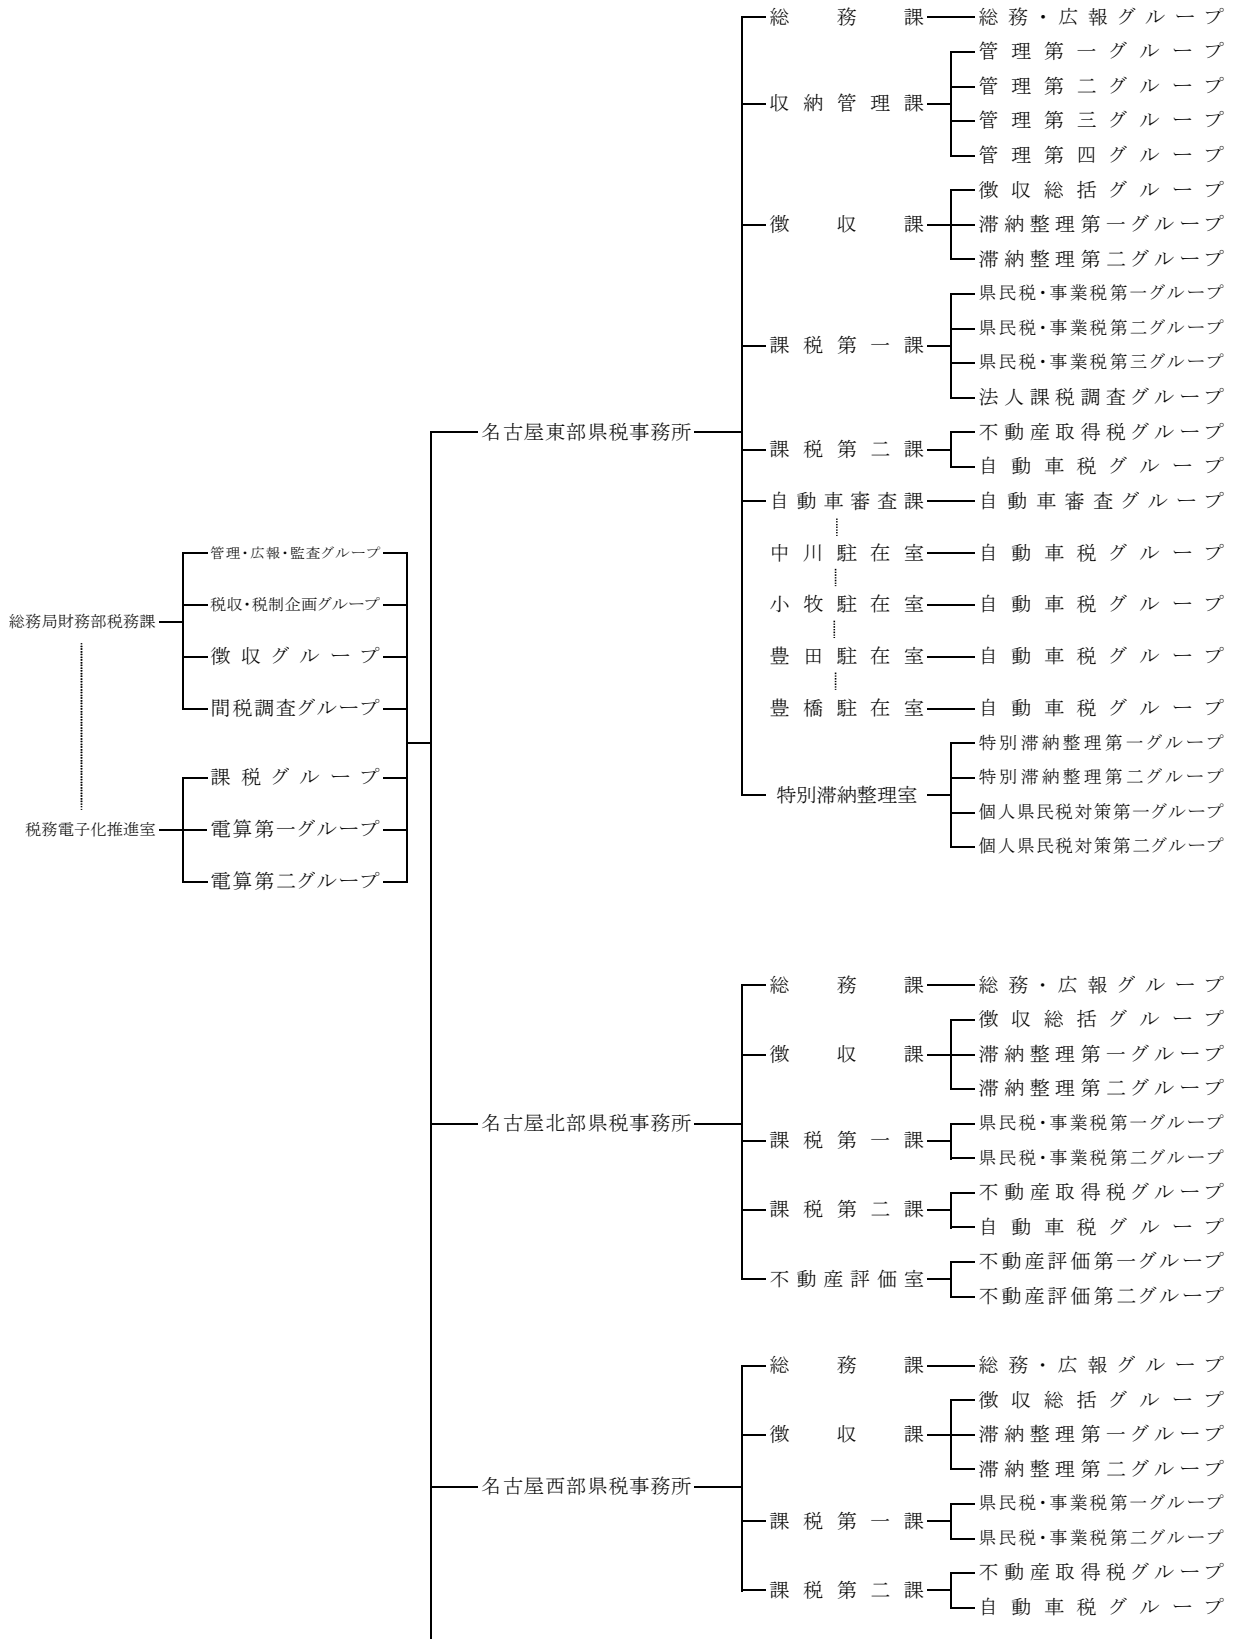 総務局財務部税務課
管理・広報・監査グループ
税収・税制企画グループ
徴収グループ
間税調査グループ
税務電子化推進室
課税グループ
電算第一グループ
電算第二グループ
名古屋東部県税事務所
総務課
総務・広報グループ
収納管理課
管理第一グループ
管理第二グループ
管理第三グループ
管理第四グループ
徴収課
徴収総括グループ
滞納整理第一グループ
滞納整理第二グループ
課税第一課
県民税・事業税第一グループ
県民税・事業税第二グループ
県民税・事業税第三グループ
法人課税調査グループ
課税第二課
不動産取得税グループ
自動車税グループ
自動車審査課
自動車審査グループ
中川駐在室
自動車税グループ
小牧駐在室
自動車税グループ
豊田駐在室
自動車税グループ
豊橋駐在室
自動車税グループ
特別滞納整理室
特別滞納整理第一グループ
特別滞納整理第二グループ
個人県民税対策第一グループ
個人県民税対策第二グループ
名古屋北部県税事務所
総務課
総務・広報グループ
徴収課
徴収総括グループ
滞納整理第一グループ
滞納整理第二グループ
課税第一課
県民税・事業税第一グループ
県民税・事業税第二グループ
課税第二課
不動産取得税グループ
自動車税グループ
不動産評価室
不動産評価第一グループ
不動産評価第二グループ
名古屋西部県税事務所
総務課
総務・広報グループ
徴収課
徴収総括グループ
滞納整理第一グループ
滞納整理第二グループ
課税第一課
県民税・事業税第一グループ
県民税・事業税第二グループ
課税第二課
不動産取得税グループ
自動車税グループ